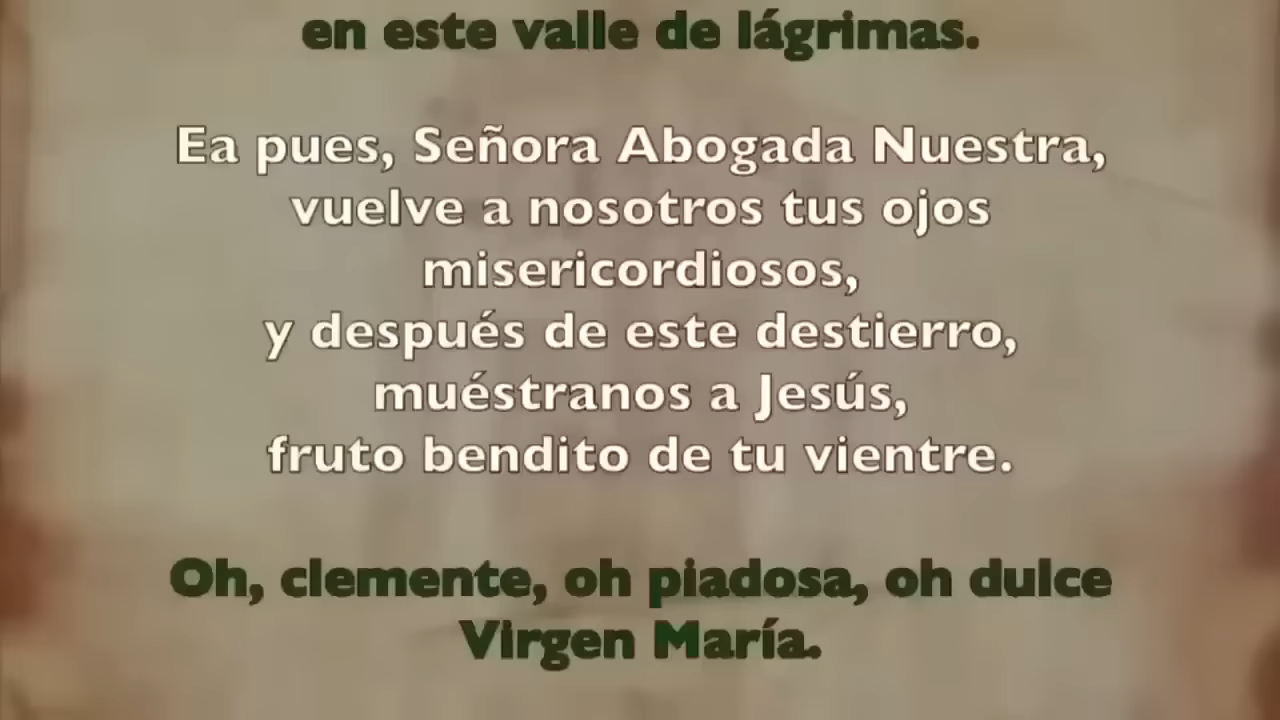 en este valle de lágrimas.
Ea pues, Señora Abogada Nuestra,
vuelve a nosotros tus ojos
misericordiosos,
y después de este destierro,
muéstranos a Jesús,
fruto bendito de tu vientre.
Oh, clemente, oh piadosa, oh dulce
Virgen María.